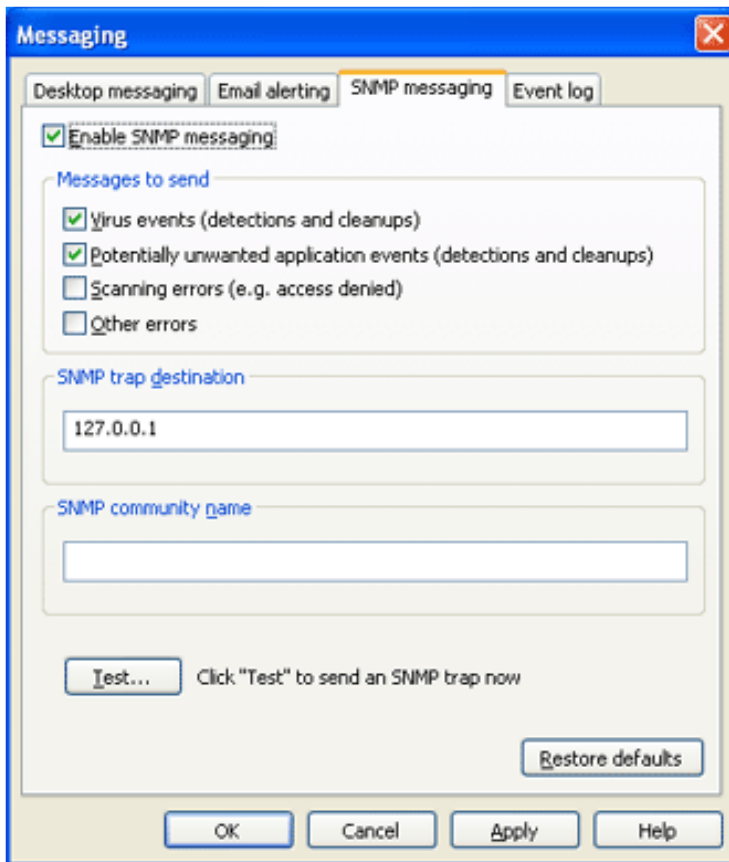 Messaging
Desktop messaging Email alerting SNMP messaging Event log
Enable SNMP messaging
Messages to send
Virus events (detections and cleanups)
Potentially unwanted application events (detections and cleanups)
Scanning errors (e.g. access denied)
Other errors
SNMP trap destination
127.0.0.1
SNMP community name
Test... Click "Test" to send an SNMP trap now
Restore defaults
OK Cancel Apply Help